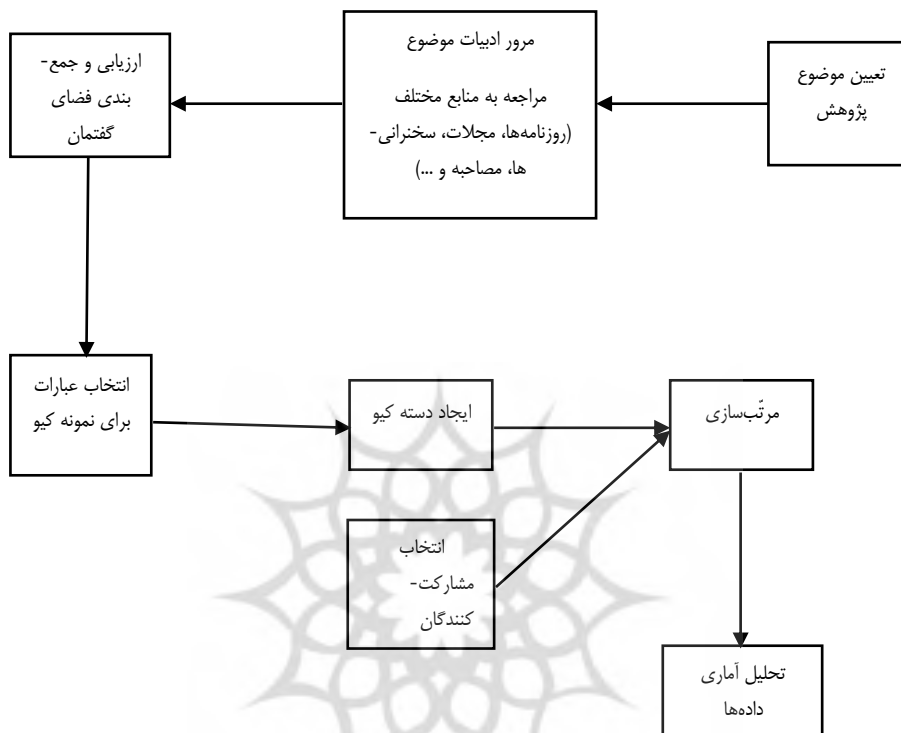 تعیین موضوع
پژوهش
مرور ادبیات موضوع
مراجعه به منابع مختلف
(روزنامه‌ها، مجلات، سخنرانی-
ها، مصاحبه و ...)
ارزیابی و جمع-
بندی فضای
گفتمان
انتخاب عبارات
برای نمونه کیو
ایجاد دسته کیو
انتخاب
مشارکت-
کنندگان
مرتّب‌سازی
تحلیل آماری
داده‌ها